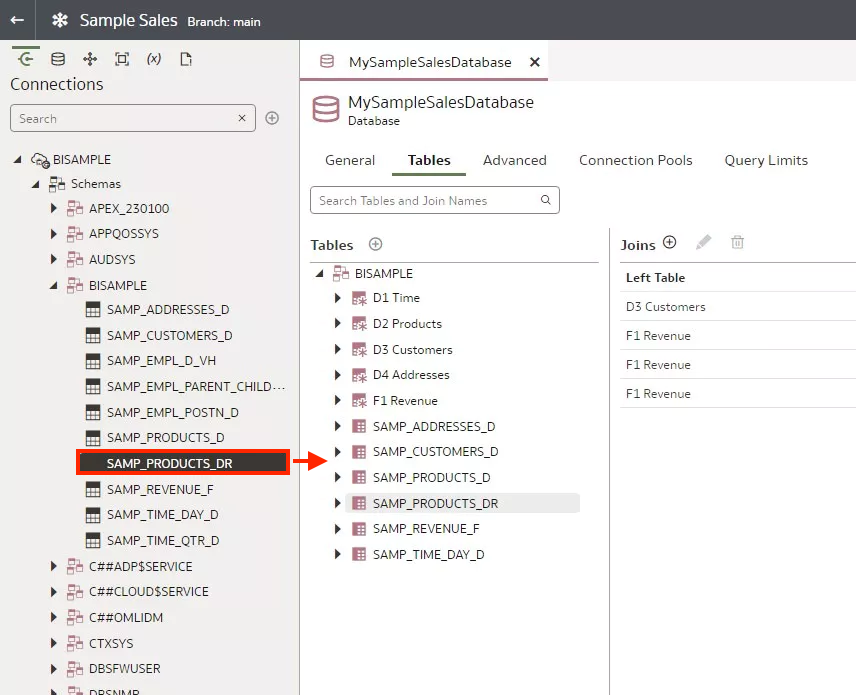 Sample Sales Branch: main
(x)
Connections
Search
BISAMPLE
Schemas
APEX_230100
APPQOSSYS
AUDSYS
BISAMPLE
SAMP_ADDRESSES_D
SAMP_CUSTOMERS_D
SAMP_EMPL_D_VH
SAMP_EMPL_PARENT_CHILD...
SAMP_EMPL_POSTN_D
SAMP_PRODUCTS_D
SAMP_PRODUCTS_DR
SAMP_REVENUE_F
SAMP_TIME_DAY_D
SAMP_TIME_QTR_D
C##ADP$SERVICE
C##CLOUD$SERVICE
C##OMLIDM
CTXSYS
DBSFWUSER
DBSNMP
MySampleSalesDatabase
MySampleSalesDatabase
Database
General Tables Advanced Connection Pools Query Limits
Search Tables and Join Names
Tables
BISAMPLE
D1 Time
D2 Products
D3 Customers
D4 Addresses
F1 Revenue
SAMP_ADDRESSES_D
SAMP_CUSTOMERS_D
SAMP_PRODUCTS_D
SAMP_PRODUCTS_DR
SAMP_REVENUE_F
SAMP_TIME_DAY_D
Joins
Left Table
D3 Customers
F1 Revenue
F1 Revenue
F1 Revenue